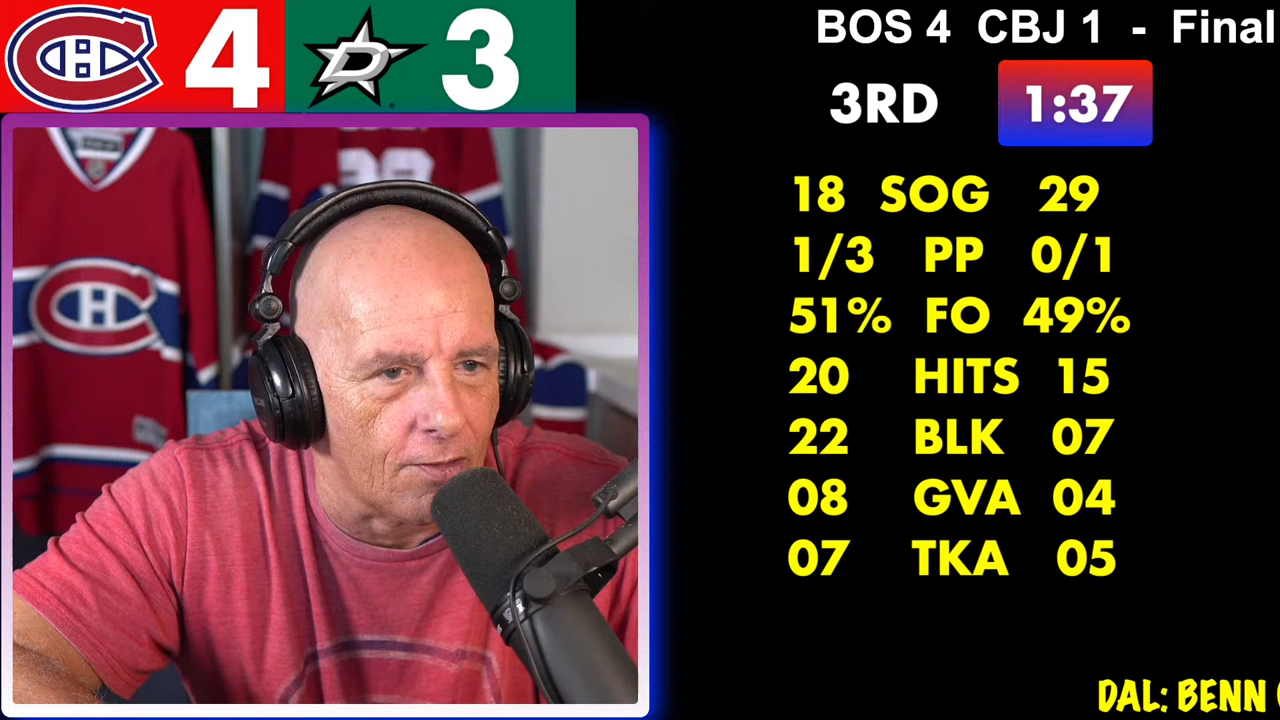 4 3
BOS 4 CBJ 1 - Final
3RD 1:37
18 SOG 29
1/3 PP 0/1
51% FO 49%
20 HITS 15
22 BLK 07
08 GVA 04
07 TKA 05
DAL: BENN